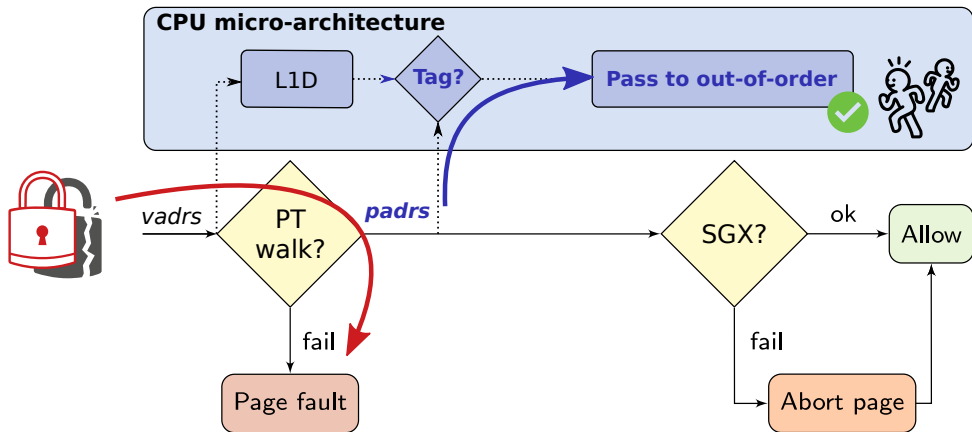 CPU micro-architecture
L1D
Tag?
Pass to out-of-order
vadrs
PT
walk?
padrs
SGX?
ok
Allow
fail
fail
Page fault
Abort page